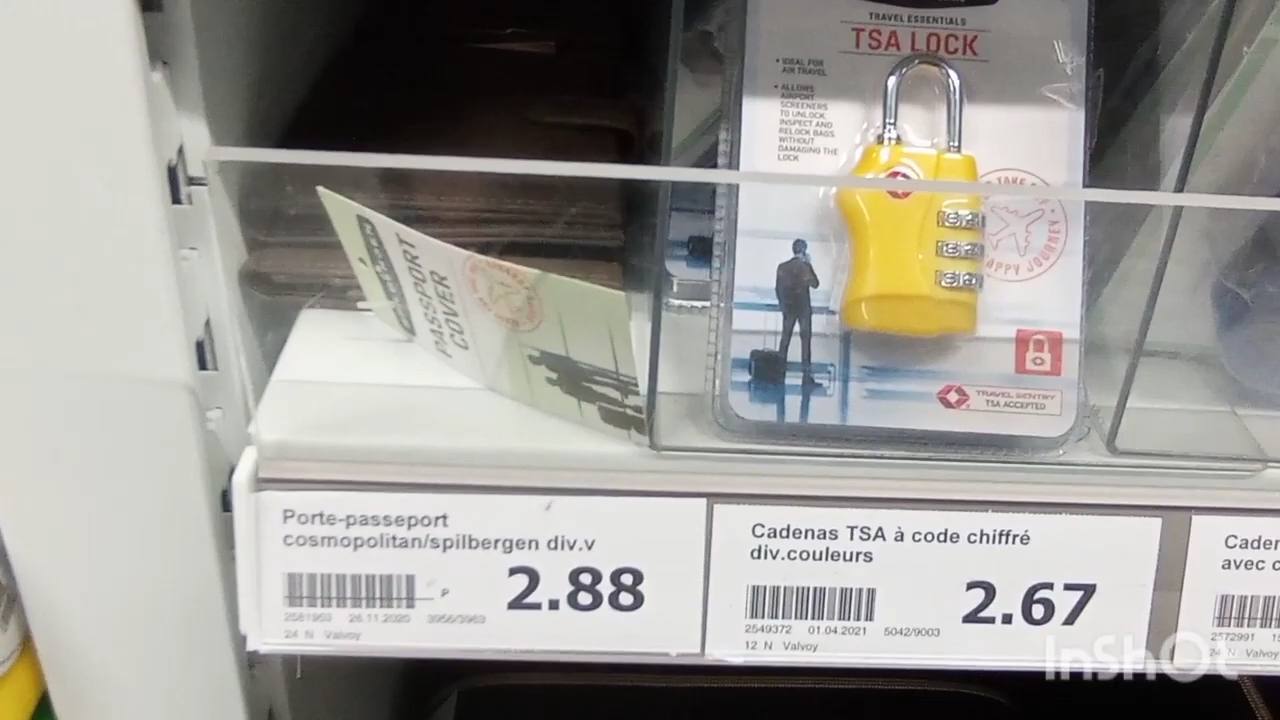 TRAVEL ESSENTIALS
TSA LOCK
• IDEAL FOR
AIR TRAVEL
• ALLOWS
AIRPORT
SCREENERS
TO UNLOCK,
INSPECT AND
RELOCK BAGS
WITHOUT
DAMAGING THE
LOCK
HAPPY JOURNEY
TRAVEL SENTRY
TSA ACCEPTED
PASSPORT
COVER
Porte-passeport
cosmopolitan/spilbergen div.v
2.88
P
26.11.2020 3956/3963
24 N Valvoy
Cadenas TSA à code chiffré
div.couleurs
2.67
2549372 01.04.2021 5042/9003
12 N Valvoy
avec
2572991
24 N Valvoy
InShOt